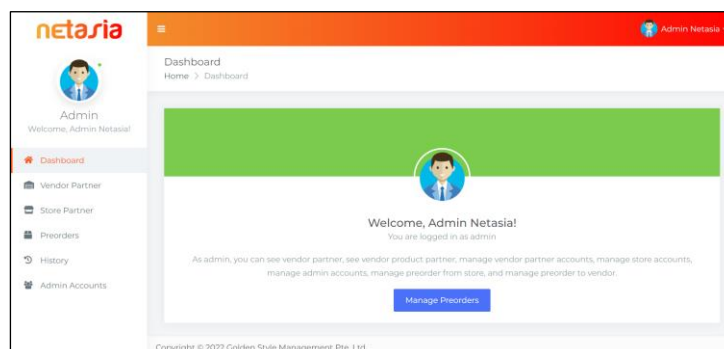 netasia
Admin Netasia
Dashboard
Home > Dashboard
Admin
Welcome, Admin Netasia!
Dashboard
Vendor Partner
Store Partner
Preorders
History
Admin Accounts
Welcome, Admin Netasia!
You are logged in as admin
As admin, you can see vendor partner, see vendor product partner, manage vendor partner accounts, manage store accounts,
manage admin accounts, manage preorder from store, and manage preorder to vendor.
Manage Preorders
Copyright © 2022 Golden Style Management Pte. Ltd.